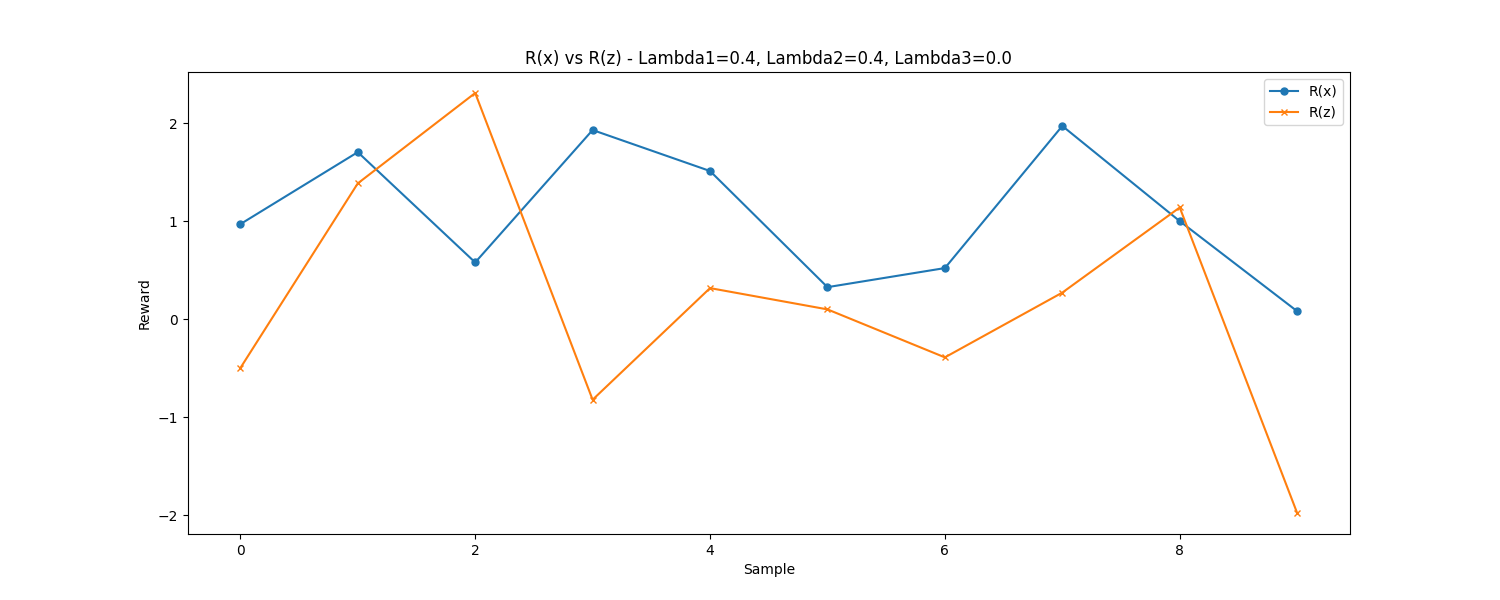 R(x) vs R(z) - Lambda1=0.4, Lambda2=0.4, Lambda3=0.0
R(x)
R(z)
2
1
0
−1
−2
Reward
0 2 4 6 8
Sample